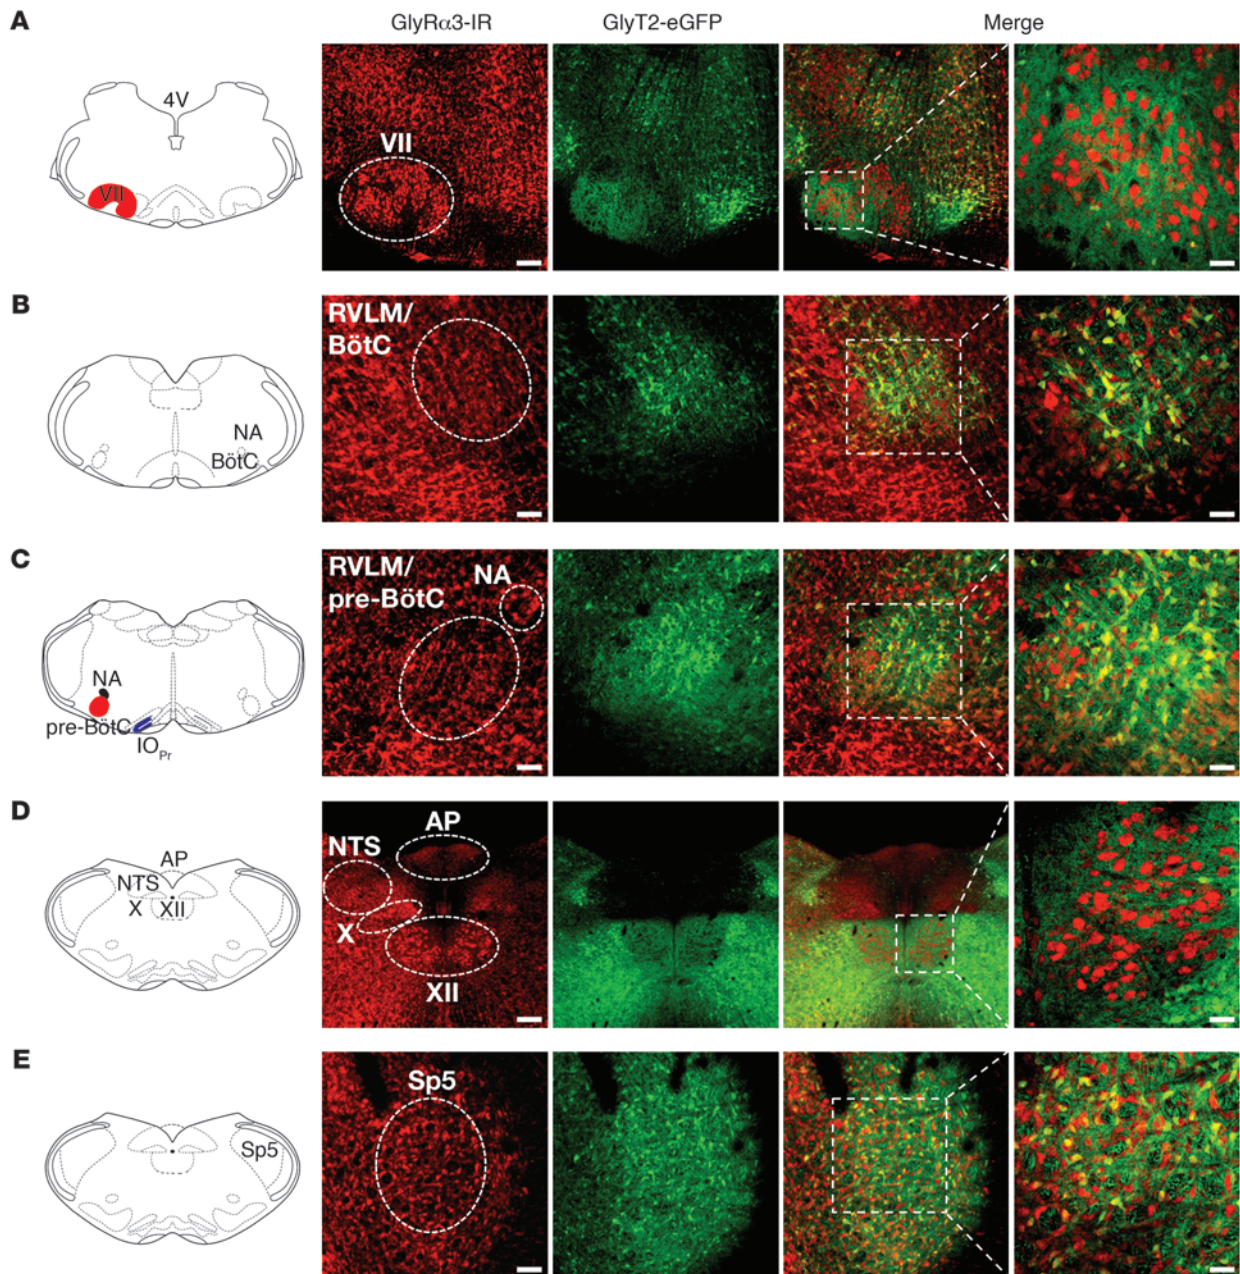 GlyRα3-IR
GlyT2-eGFP
Merge
A
4V
VII
VII
B
NA
BötC
RVLM/
BötC
C
NA
pre-BötC
IOPr
RVLM/
pre-BötC
NA
D
AP
NTS
X
XII
AP
NTS
X
XII
E
Sp5
Sp5